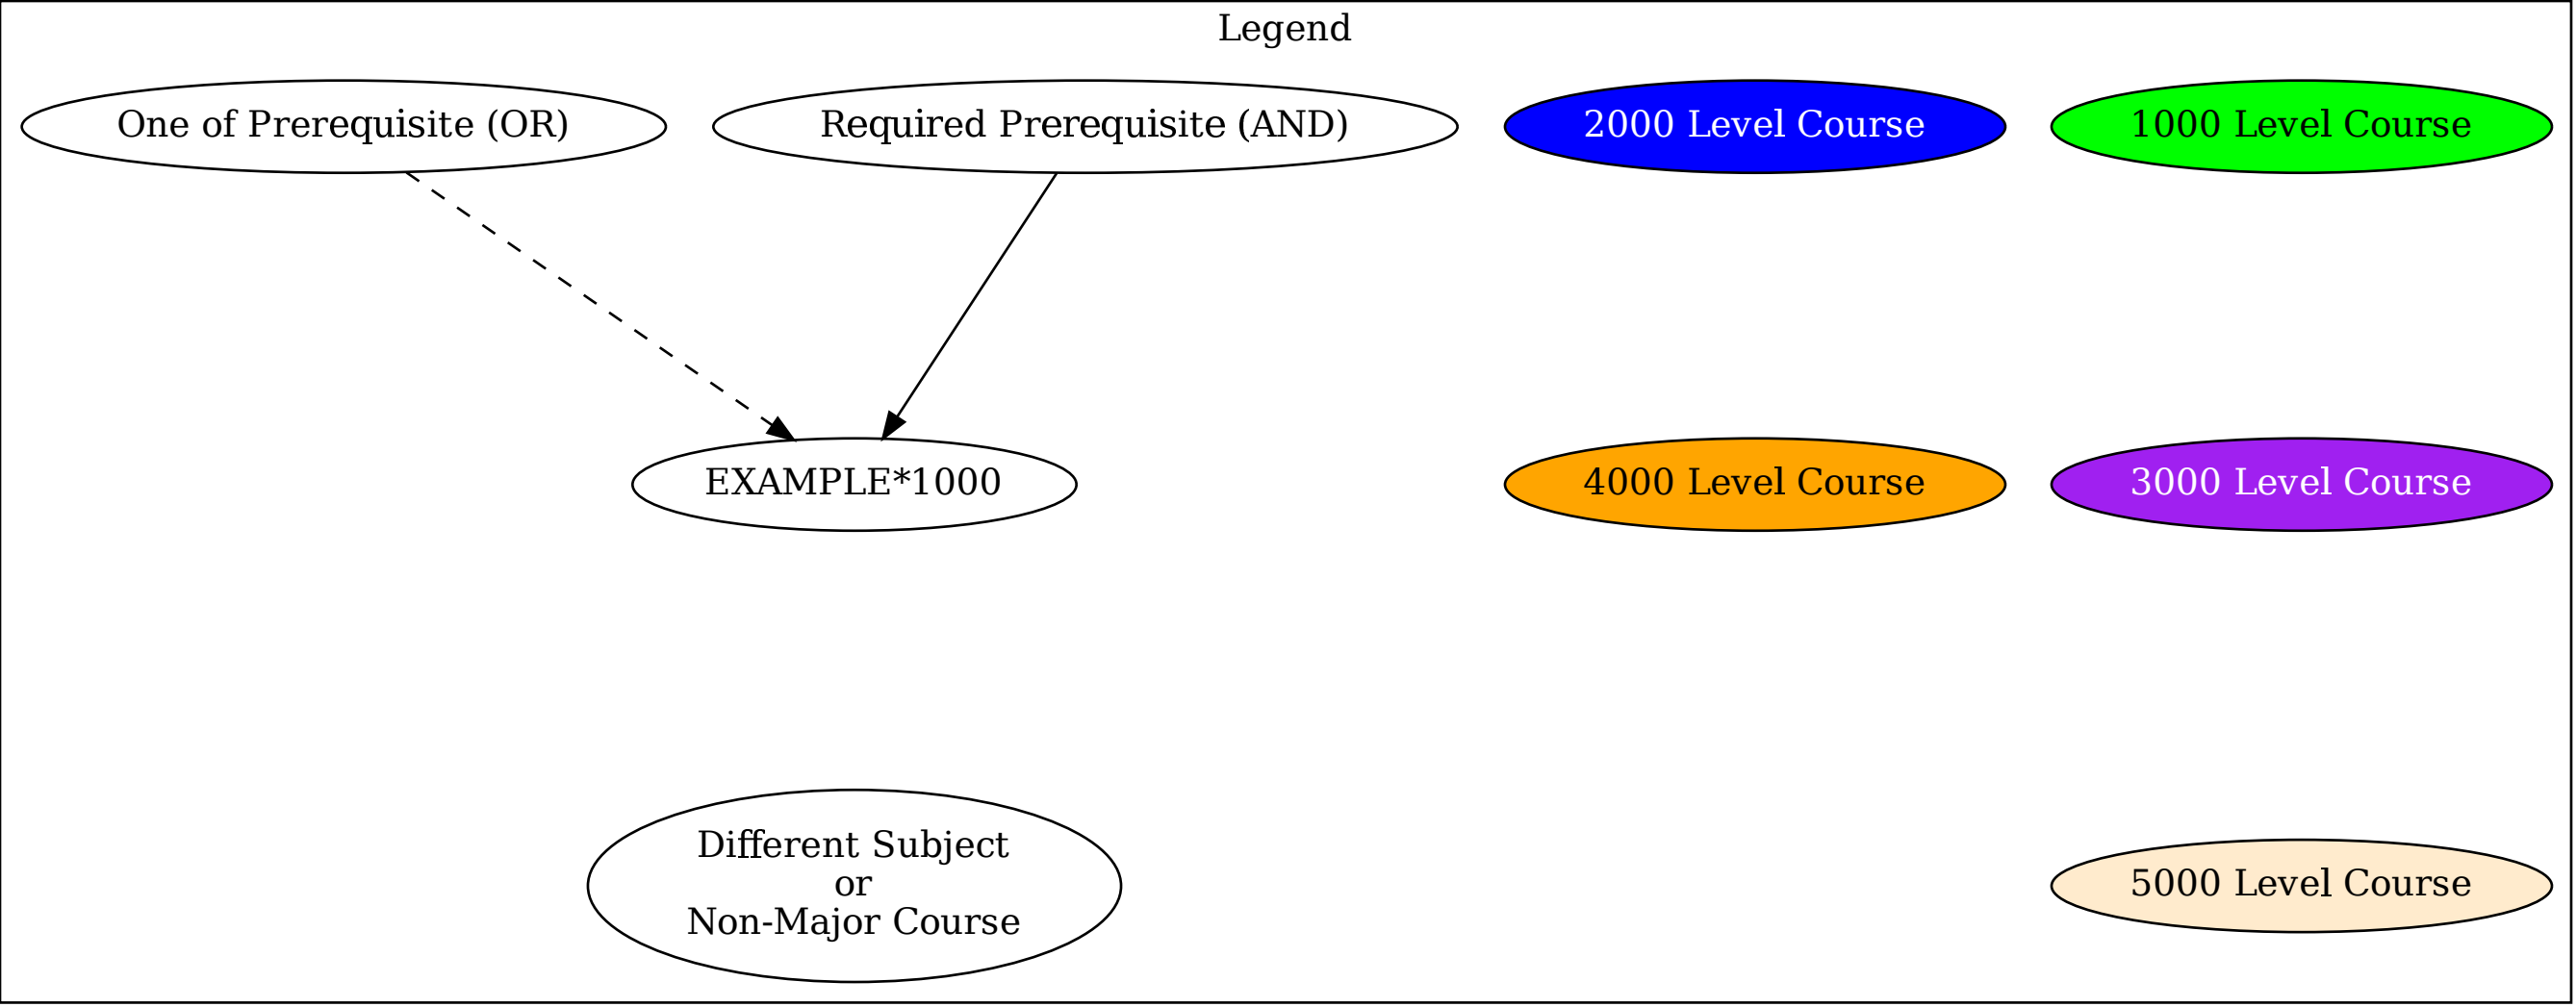 Legend
One of Prerequisite (OR)
Required Prerequisite (AND)
2000 Level Course
1000 Level Course
EXAMPLE*1000
4000 Level Course
3000 Level Course
Different Subject
or
Non-Major Course
5000 Level Course